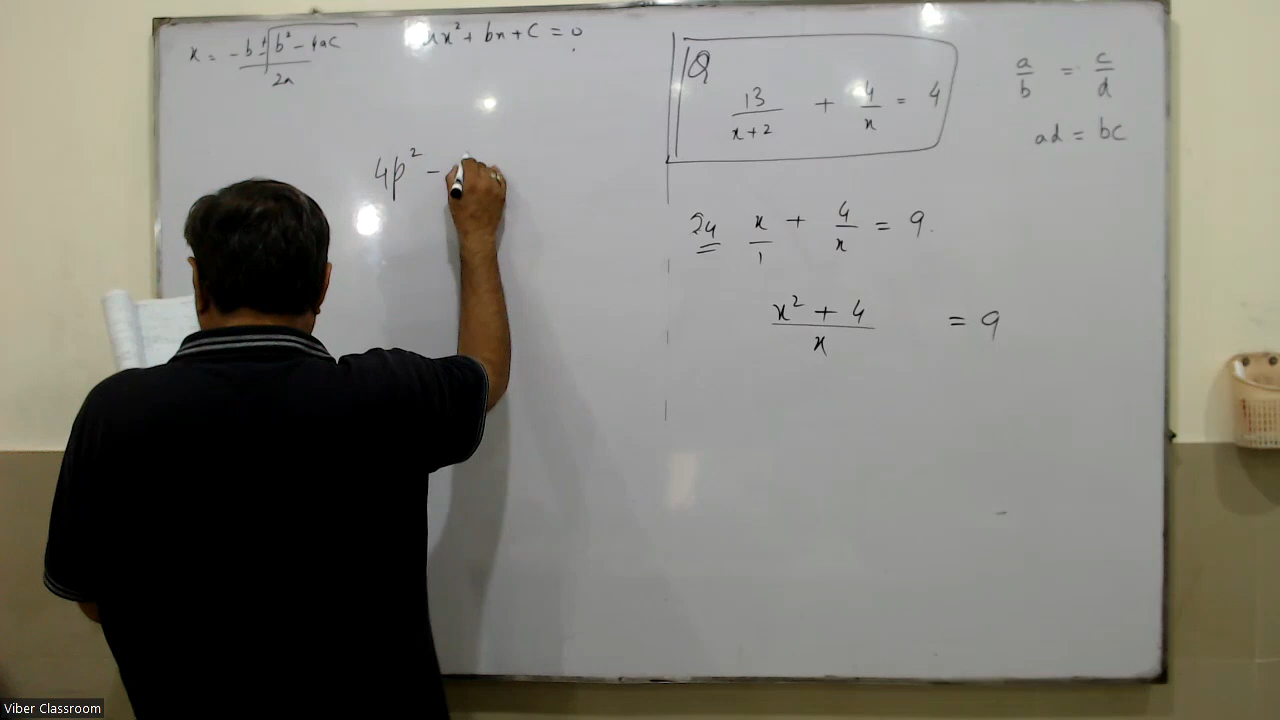 x = -b ± √b² - 4ac / 2a
ax² + bx + c = 0
4p² -
Q
13/x+2 + 4/x = 4
a/b = c/d
ad = bc
24 x/1 + 4/x = 9.
x² + 4 / x = 9
Viber Classroom